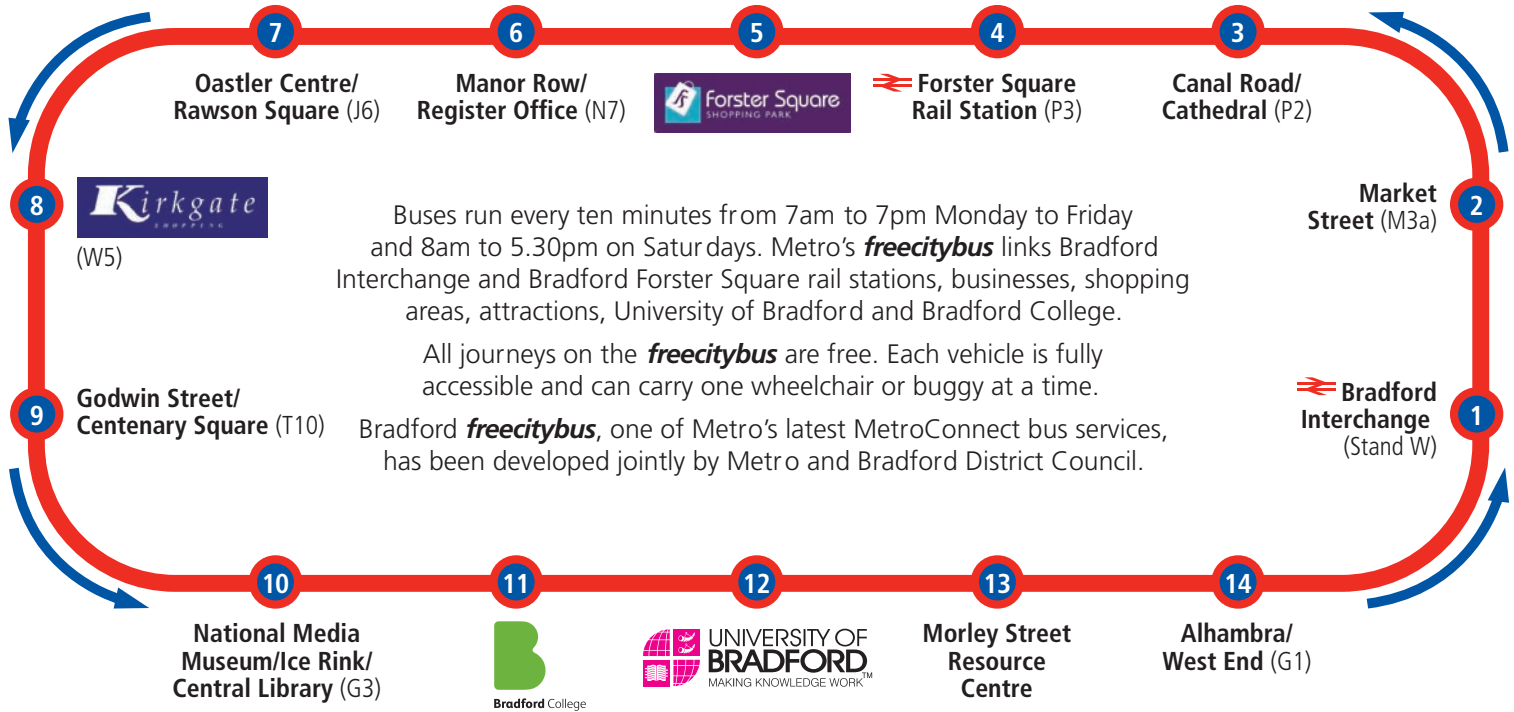 7
6
5
4
3
Oastler Centre/
Rawson Square (J6)
Manor Row/
Register Office (N7)
Forster Square
SHOPPING PARK
Forster Square
Rail Station (P3)
Canal Road/
Cathedral (P2)
8
Kirkgate
SHOPPING
(W5)
Market
Street (M3a)
2
Buses run every ten minutes from 7am to 7pm Monday to Friday
and 8am to 5.30pm on Saturdays. Metro's freecitybus links Bradford
Interchange and Bradford Forster Square rail stations, businesses, shopping
areas, attractions, University of Bradford and Bradford College.
All journeys on the freecitybus are free. Each vehicle is fully
accessible and can carry one wheelchair or buggy at a time.
Bradford freecitybus, one of Metro's latest MetroConnect bus services,
has been developed jointly by Metro and Bradford District Council.
9
Godwin Street/
Centenary Square (T10)
Bradford
Interchange
(Stand W)
1
10
11
12
13
14
National Media
Museum/Ice Rink/
Central Library (G3)
B
Bradford College
UNIVERSITY OF
BRADFORD
MAKING KNOWLEDGE WORK™
Morley Street
Resource
Centre
Alhambra/
West End (G1)